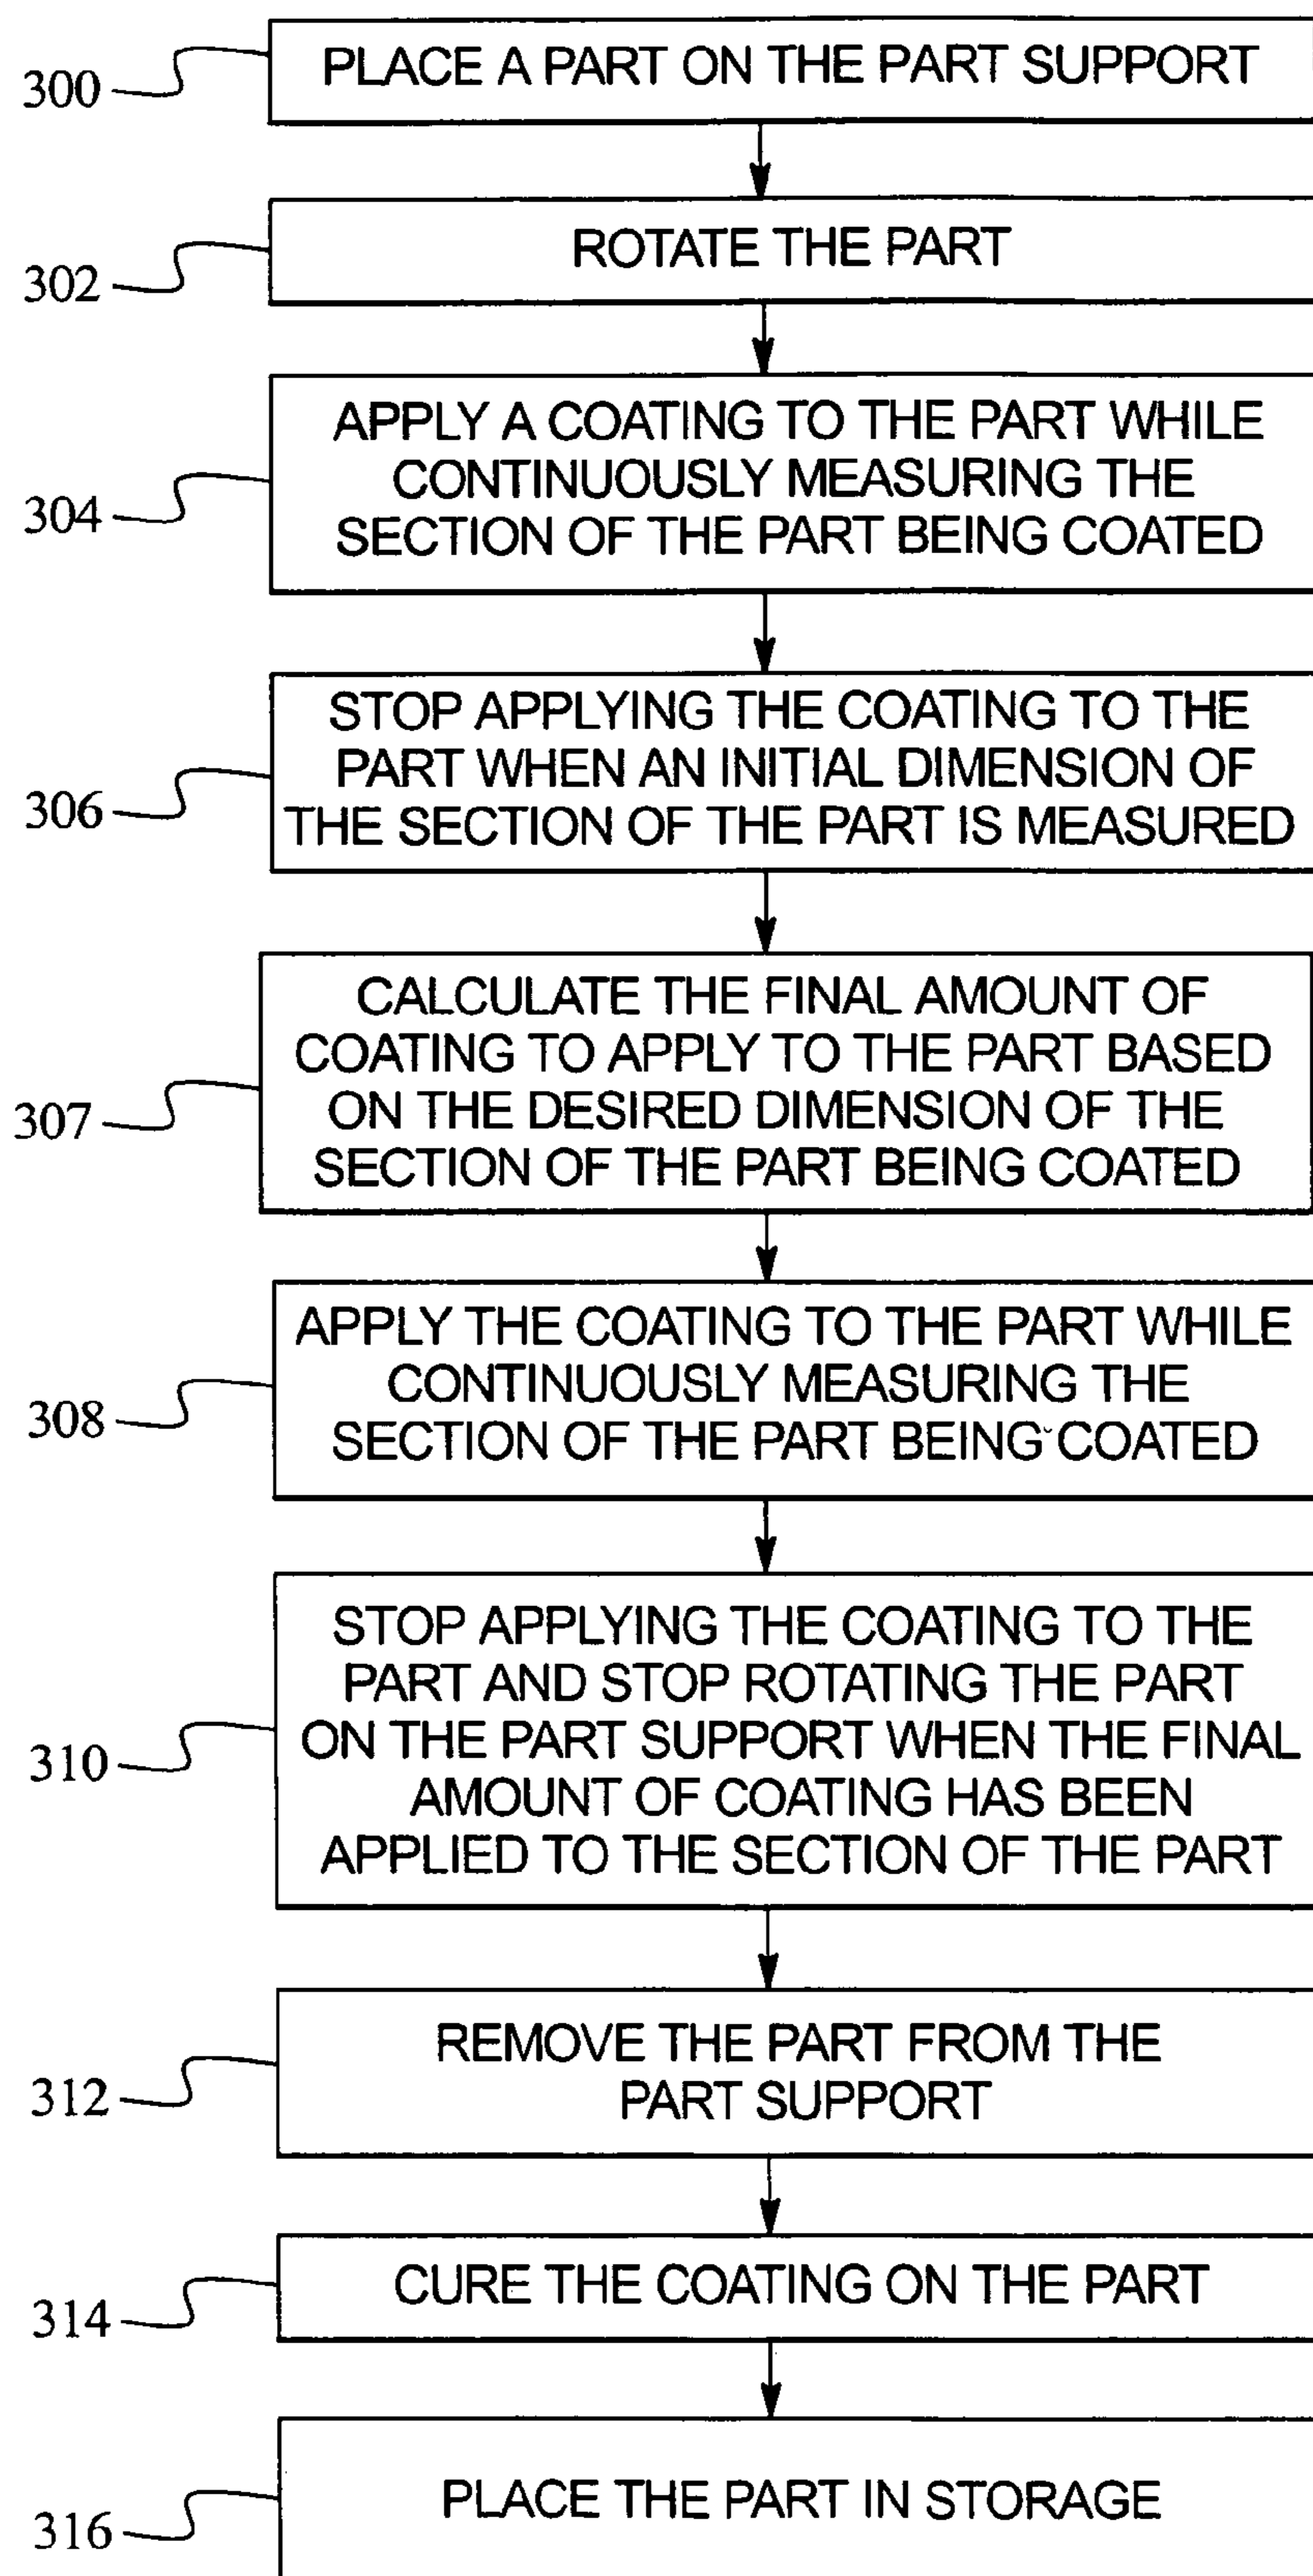 300
PLACE A PART ON THE PART SUPPORT
302
ROTATE THE PART
304
APPLY A COATING TO THE PART WHILE
CONTINUOUSLY MEASURING THE
SECTION OF THE PART BEING COATED
306
STOP APPLYING THE COATING TO THE
PART WHEN AN INITIAL DIMENSION OF
THE SECTION OF THE PART IS MEASURED
307
CALCULATE THE FINAL AMOUNT OF
COATING TO APPLY TO THE PART BASED
ON THE DESIRED DIMENSION OF THE
SECTION OF THE PART BEING COATED
308
APPLY THE COATING TO THE PART WHILE
CONTINUOUSLY MEASURING THE
SECTION OF THE PART BEING COATED
310
STOP APPLYING THE COATING TO THE
PART AND STOP ROTATING THE PART
ON THE PART SUPPORT WHEN THE FINAL
AMOUNT OF COATING HAS BEEN
APPLIED TO THE SECTION OF THE PART
312
REMOVE THE PART FROM THE
PART SUPPORT
314
CURE THE COATING ON THE PART
316
PLACE THE PART IN STORAGE